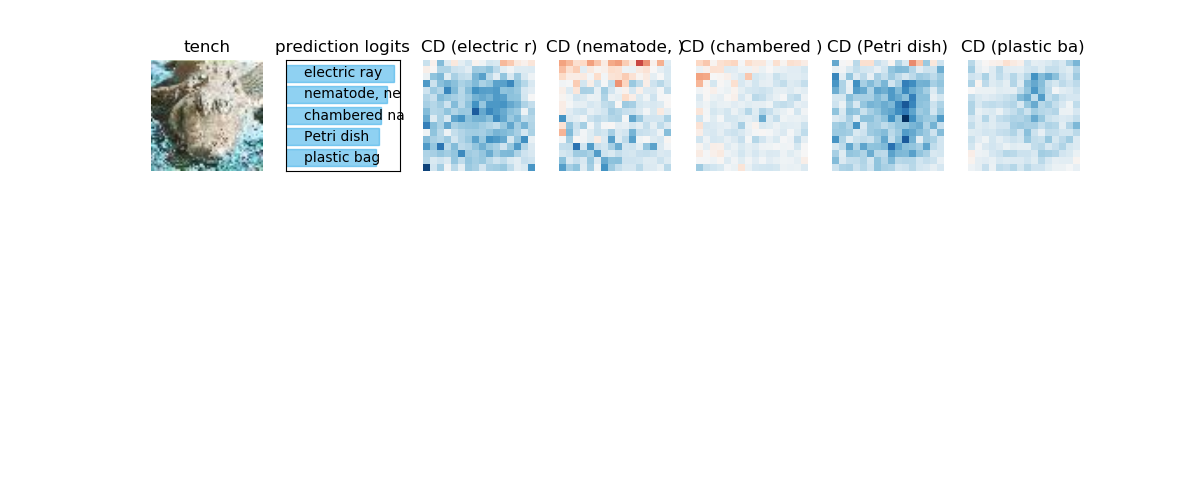 tench
prediction logits
CD (electric r)
CD (nematode, )
CD (chambered )
CD (Petri dish)
CD (plastic ba)
electric ray
nematode, ne
chambered na
Petri dish
plastic bag